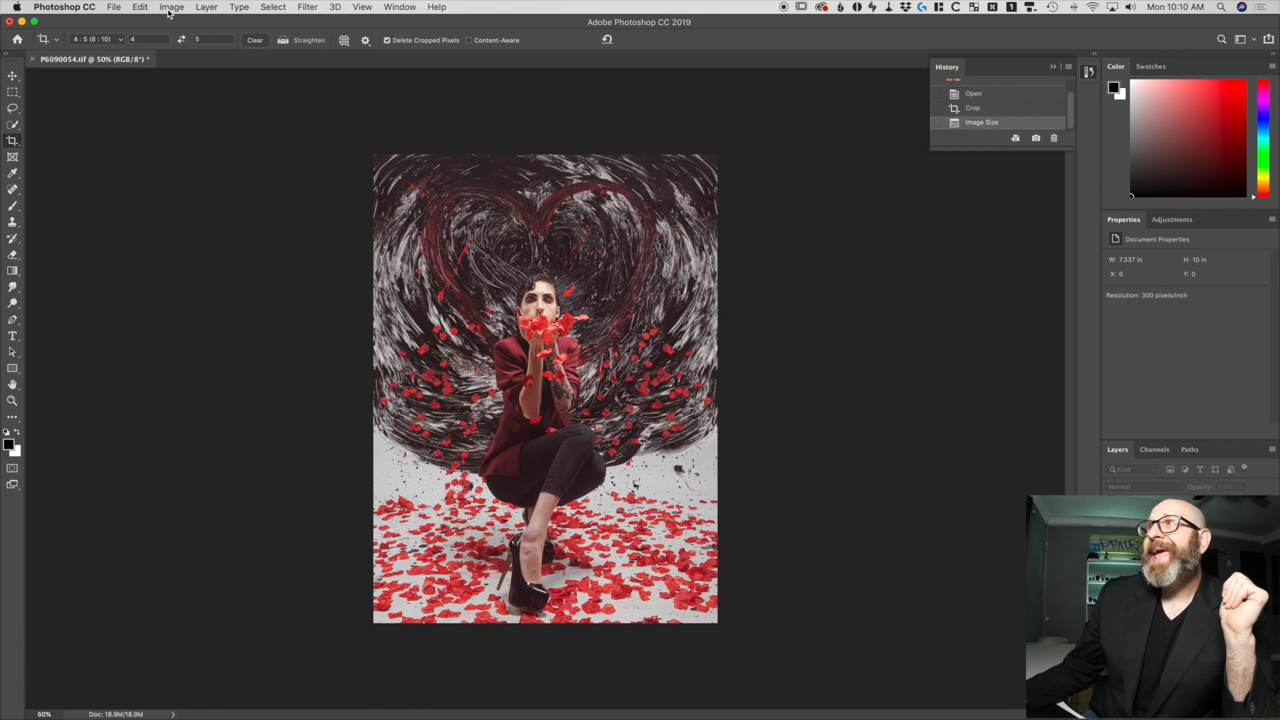 Photoshop CC File Edit Image Layer Type Select Filter 3D View Window Help 1 Mon 10:10 AM
Adobe Photoshop CC 2019
4 : 5 (8 : 10) 4 5 Clear Straighten Delete Cropped Pixels Content-Aware
× P6090054.tif @ 50% (RGB/8*) *
History
Open
Crop
Image Size
Color Swatches
Properties Adjustments
Document Properties
W: 7.337 in H: 10 in
X: 0 Y: 0
Resolution: 300 pixels/inch
Layers Channels Paths
Kind
Normal Opacity: 100%
50% Doc: 18.9M/18.9M